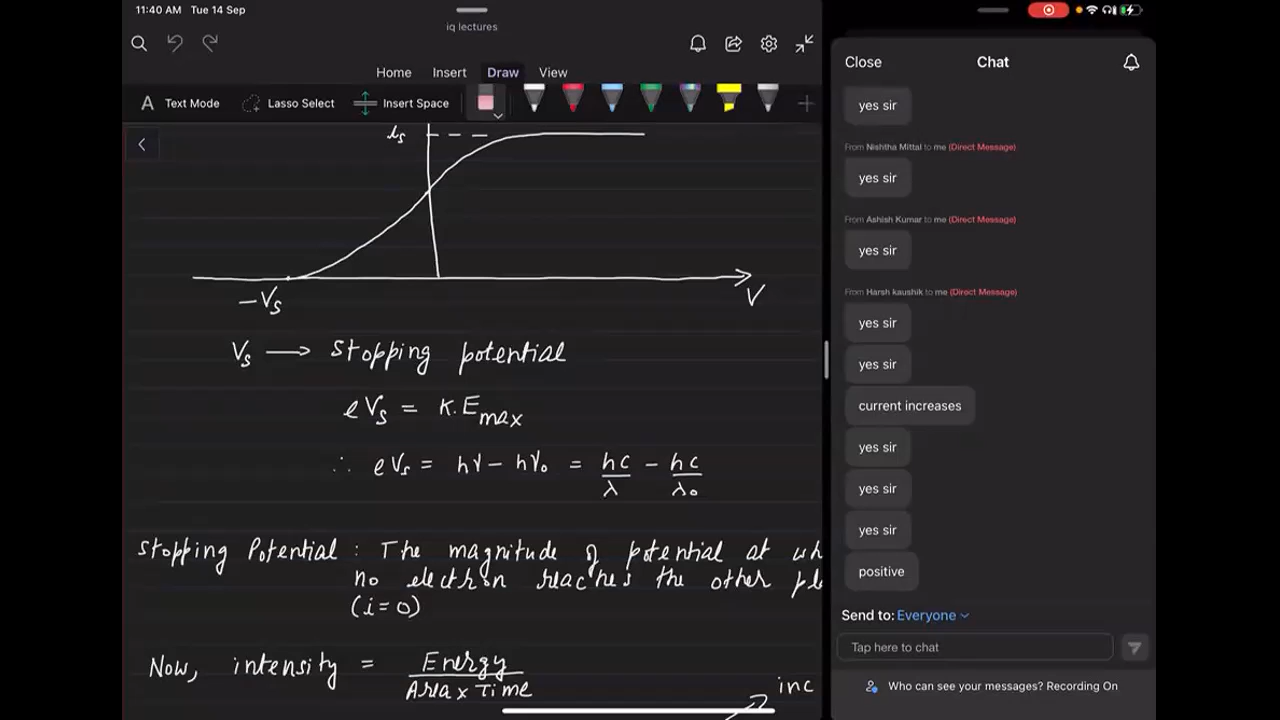 11:40 AM Tue 14 Sep
iq lectures
Home Insert Draw View
A Text Mode Lasso Select Insert Space
is
-Vs
V
Vs → Stopping potential
eVs = K.Emax
∴ eVs = hν - hν₀ = hc/λ - hc/λ₀
Stopping Potential : The magnitude of potential at wh
no electron reaches the other pl
(i=0)
Now, intensity = Energy/Area x Time
inc
Close Chat
yes sir
From Nishtha Mittal to me (Direct Message)
yes sir
From Ashish Kumar to me (Direct Message)
yes sir
From Harsh kaushik to me (Direct Message)
yes sir
yes sir
current increases
yes sir
yes sir
yes sir
positive
Send to: Everyone
Tap here to chat
Who can see your messages? Recording On